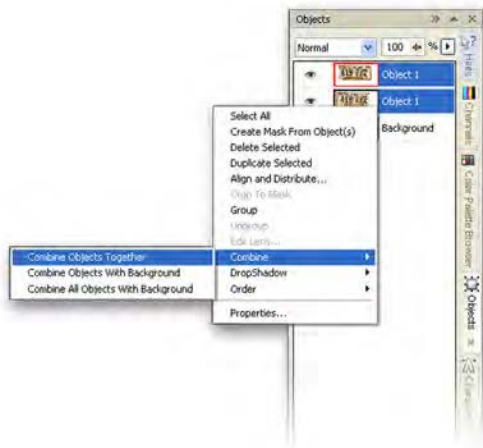 Objects
Normal 100 %
Object 1
Object 1
Background
Select All
Create Mask From Object(s)
Delete Selected
Duplicate Selected
Align and Distribute...
Crop To Mask
Group
Ungroup
Edit Lens...
Combine
DropShadow
Order
Properties...
Combine Objects Together
Combine Objects With Background
Combine All Objects With Background
Hints
Channels
Color Palette Browser
Objects